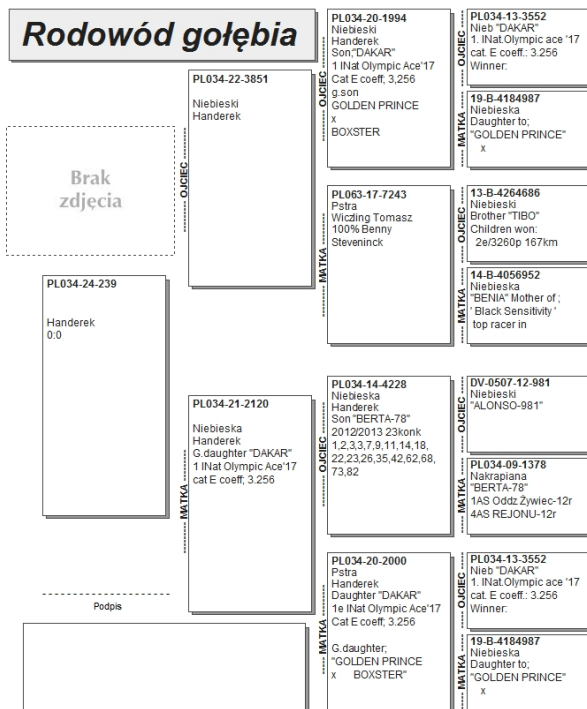 Rodowód gołębia
Brak
zdjęcia
PL034-24-239
Handerek
0:0
Podpis
OJCIEC
PL034-22-3851
Niebieski
Handerek
MATKA
PL034-21-2120
Niebieska
Handerek
G.daughter "DAKAR"
1 INat Olympic Ace'17
cat E coeff; 3.256
OJCIEC
PL034-20-1994
Niebieski
Handerek
Son;"DAKAR"
1 INat Olympic Ace'17
Cat E coeff; 3,256
g.son
GOLDEN PRINCE
x
BOXSTER
MATKA
PL063-17-7243
Pstra
Wiczling Tomasz
100% Benny
Steveninck
OJCIEC
PL034-14-4228
Niebieska
Handerek
Son "BERTA-78"
2012/2013 23konk
1,2,3,3,7,9,11,14,18,
22,23,26,35,42,62,68,
73,82
MATKA
PL034-20-2000
Pstra
Handerek
Daughter "DAKAR"
1e INat Olympic Ace'17
Cat E coeff; 3.256
G.daughter;
"GOLDEN PRINCE
x BOXSTER"
OJCIEC
PL034-13-3552
Nieb "DAKAR"
1. INat.Olympic ace '17
cat. E coeff.: 3.256
Winner:
MATKA
19-B-4184987
Niebieska
Daughter to;
"GOLDEN PRINCE"
x
OJCIEC
13-B-4264686
Niebieski
Brother "TIBO"
Children won:
2e/3260p 167km
MATKA
14-B-4056952
Niebieska
"BENIA" Mother of ;
' Black Sensitivity '
top racer in
OJCIEC
DV-0507-12-981
Niebieski
"ALONSO-981"
MATKA
PL034-09-1378
Nakrapiana
"BERTA-78"
1AS Oddz Żywiec-12r
4AS REJONU-12r
OJCIEC
PL034-13-3552
Nieb "DAKAR"
1. INat.Olympic ace '17
cat. E coeff.: 3.256
Winner:
MATKA
19-B-4184987
Niebieska
Daughter to;
"GOLDEN PRINCE"
x